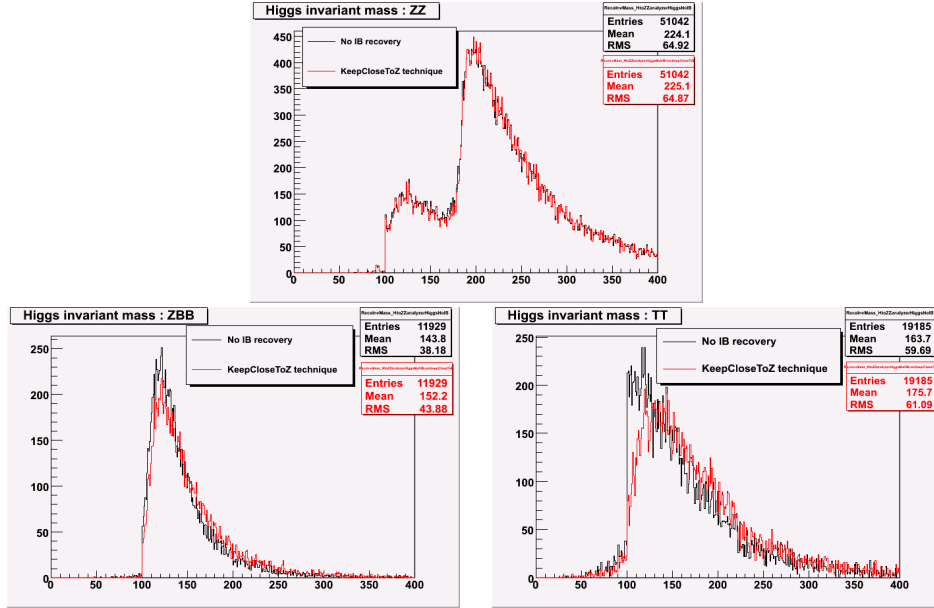 Higgs invariant mass : ZZ
No IB recovery
KeepCloseToZ technique
RecoInvMass_HtoZZanalyzerHiggsNoIB
Entries 51042
Mean 224.1
RMS 64.92
Entries 51042
Mean 225.1
RMS 64.87
450
400
350
300
250
200
150
100
50
0
0 50 100 150 200 250 300 350 400
Higgs invariant mass : ZBB
No IB recovery
KeepCloseToZ technique
RecoInvMass_HtoZZanalyzerHiggsNoIB
Entries 11929
Mean 143.8
RMS 38.18
Entries 11929
Mean 152.2
RMS 43.88
250
200
150
100
50
0
0 50 100 150 200 250 300 350 400
Higgs invariant mass : TT
No IB recovery
KeepCloseToZ technique
RecoInvMass_HtoZZanalyzerHiggsNoIB
Entries 19185
Mean 163.7
RMS 59.69
Entries 19185
Mean 175.7
RMS 61.09
250
200
150
100
50
0
0 50 100 150 200 250 300 350 400